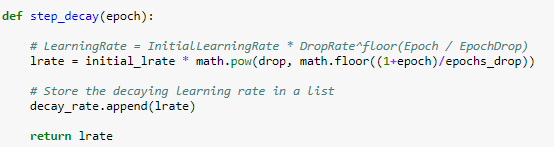 def step_decay(epoch):
# LearningRate = InitialLearningRate * DropRate^floor(Epoch / EpochDrop)
lrate = initial_lrate * math.pow(drop, math.floor((1+epoch)/epochs_drop))
# Store the decaying learning rate in a list
decay_rate.append(lrate)
return lrate